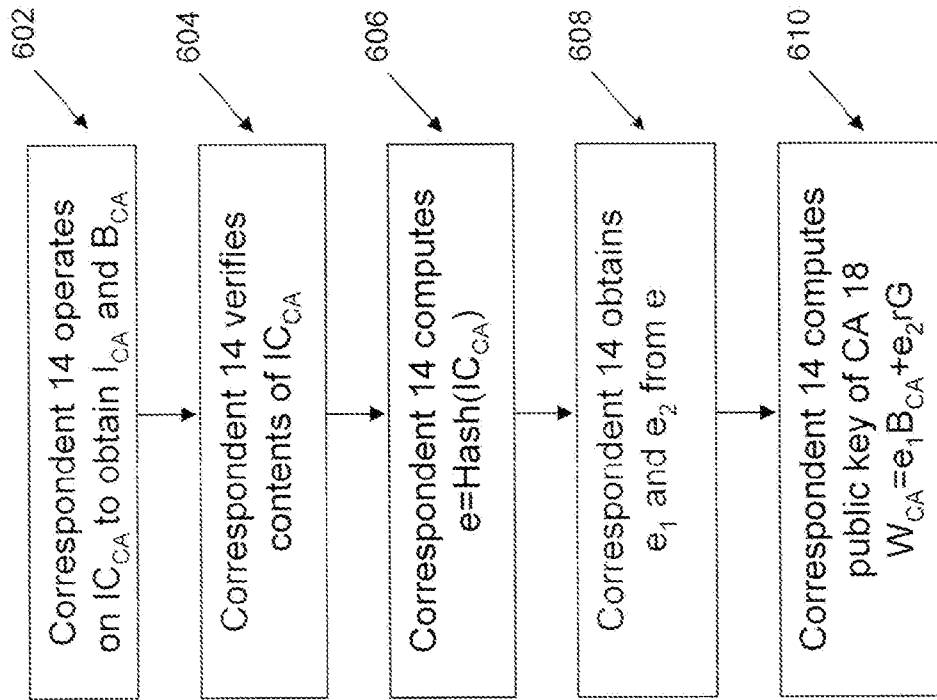 Correspondent 14 operates
on IC_CA to obtain I_CA and B_CA
602
Correspondent 14 verifies
contents of IC_CA
604
Correspondent 14 computes
e=Hash(IC_CA)
606
Correspondent 14 obtains
e_1 and e_2 from e
608
Correspondent 14 computes
public key of CA 18
W_CA=e_1B_CA+e_2rG
610